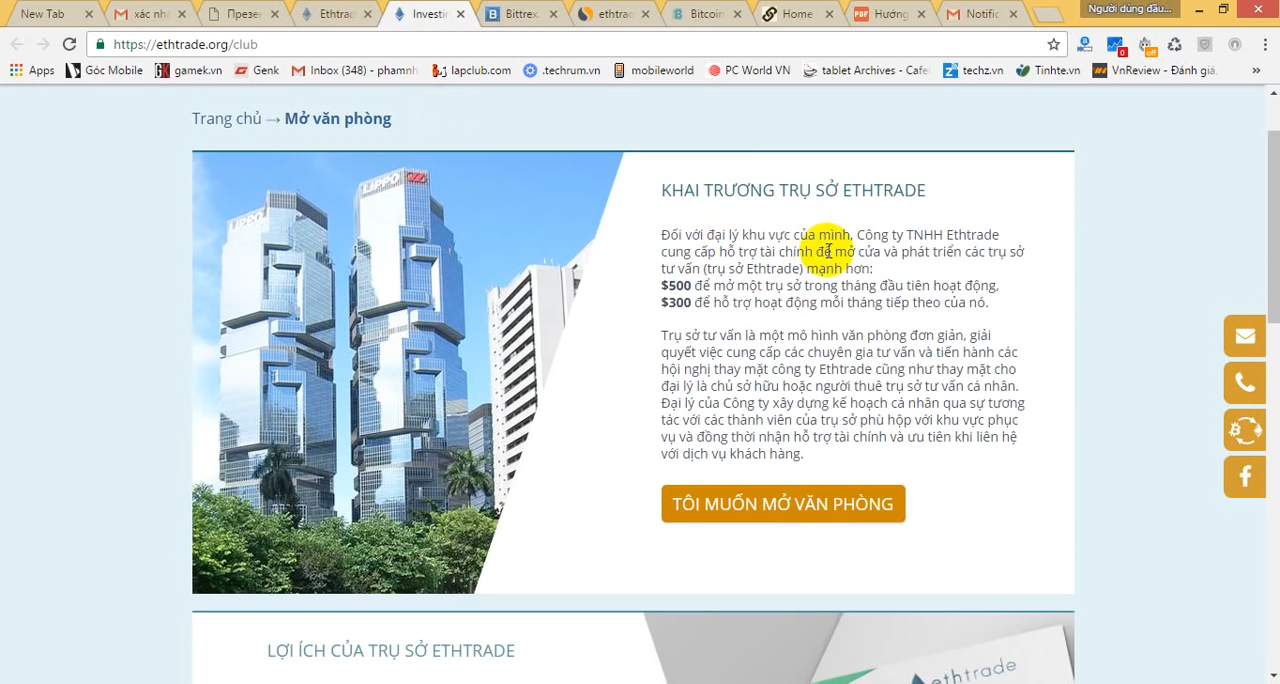 New Tab
xác nh
Презе
Ethtrad
Investi
Bittrex
ethtrac
Bitcoin
Home
Hướng
Notific
Người dùng đầu...
https://ethtrade.org/club
Apps
Góc Mobile
gamek.vn
Genk
Inbox (348) - phamnh
lapclub.com
.techrum.vn
mobileworld
PC World VN
tablet Archives - Cafe
techz.vn
Tinhte.vn
VnReview - Đánh giá,
»
0
off
Trang chủ → Mở văn phòng
LIPPO
LIPPO
KHAI TRƯƠNG TRỤ SỞ ETHTRADE
Đối với đại lý khu vực của mình, Công ty TNHH Ethtrade
cung cấp hỗ trợ tài chính để mở cửa và phát triển các trụ sở
tư vấn (trụ sở Ethtrade) mạnh hơn:
$500 để mở một trụ sở trong tháng đầu tiên hoạt động,
$300 để hỗ trợ hoạt động mỗi tháng tiếp theo của nó.
Trụ sở tư vấn là một mô hình văn phòng đơn giản, giải
quyết việc cung cấp các chuyên gia tư vấn và tiến hành các
hội nghị thay mặt công ty Ethtrade cũng như thay mặt cho
đại lý là chủ sở hữu hoặc người thuê trụ sở tư vấn cá nhân.
Đại lý của Công ty xây dựng kế hoạch cá nhân qua sự tương
tác với các thành viên của trụ sở phù hợp với khu vực phục
vụ và đồng thời nhận hỗ trợ tài chính và ưu tiên khi liên hệ
với dịch vụ khách hàng.
TÔI MUỐN MỞ VĂN PHÒNG
LỢI ÍCH CỦA TRỤ SỞ ETHTRADE
ethtrade